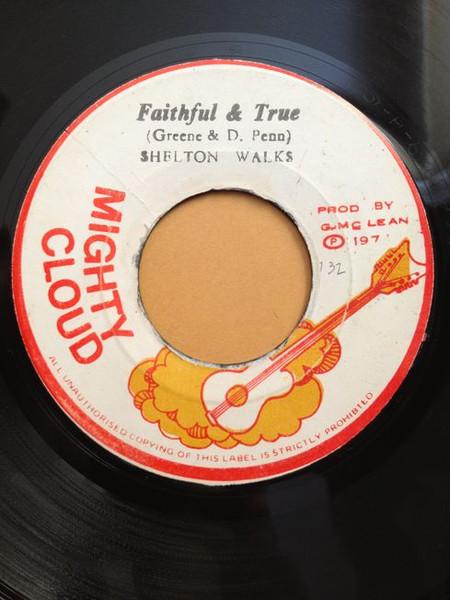 Faithful & True
(Greene & D. Penn)
SHELTON WALKS
MIGHTY
CLOUD
PROD BY
G. MC LEAN
Ⓟ 197
132
ALL UNAUTHORISED COPYING OF THIS LABEL IS STRICTLY PROHIBITED